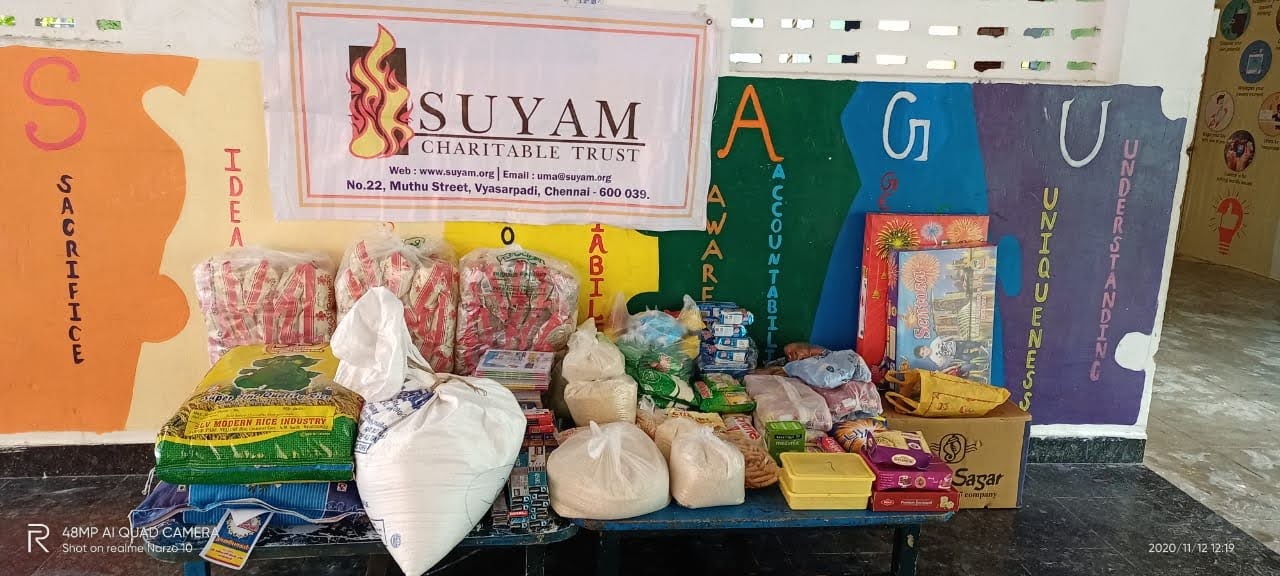 SUYAM
CHARITABLE TRUST
Web : www.suyam.org | Email : uma@suyam.org
No.22, Muthu Street, Vyasarpadi, Chennai - 600 039.
S
SACRIFICE
IDEA
O
ABIL
A
AWARE
ACCOUNTABIL
G
U
UNIQUENESS
UNDERSTANDING
MODERN RICE INDUSTRY
Sagar
company
48MP AI QUAD CAMERA
Shot on realme Narzo 10
2020/11/12 12:19